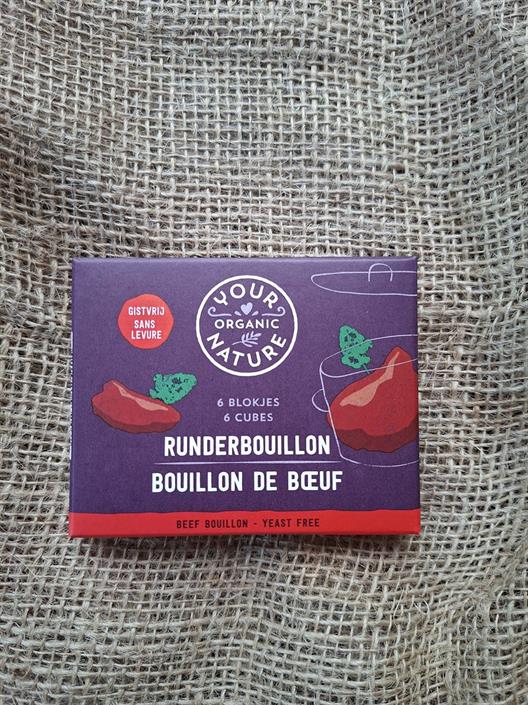 YOUR
ORGANIC
NATURE
GISTVRIJ
SANS
LEVURE
6 BLOKJES
6 CUBES
RUNDERBOUILLON
BOUILLON DE BŒUF
BEEF BOUILLON - YEAST FREE